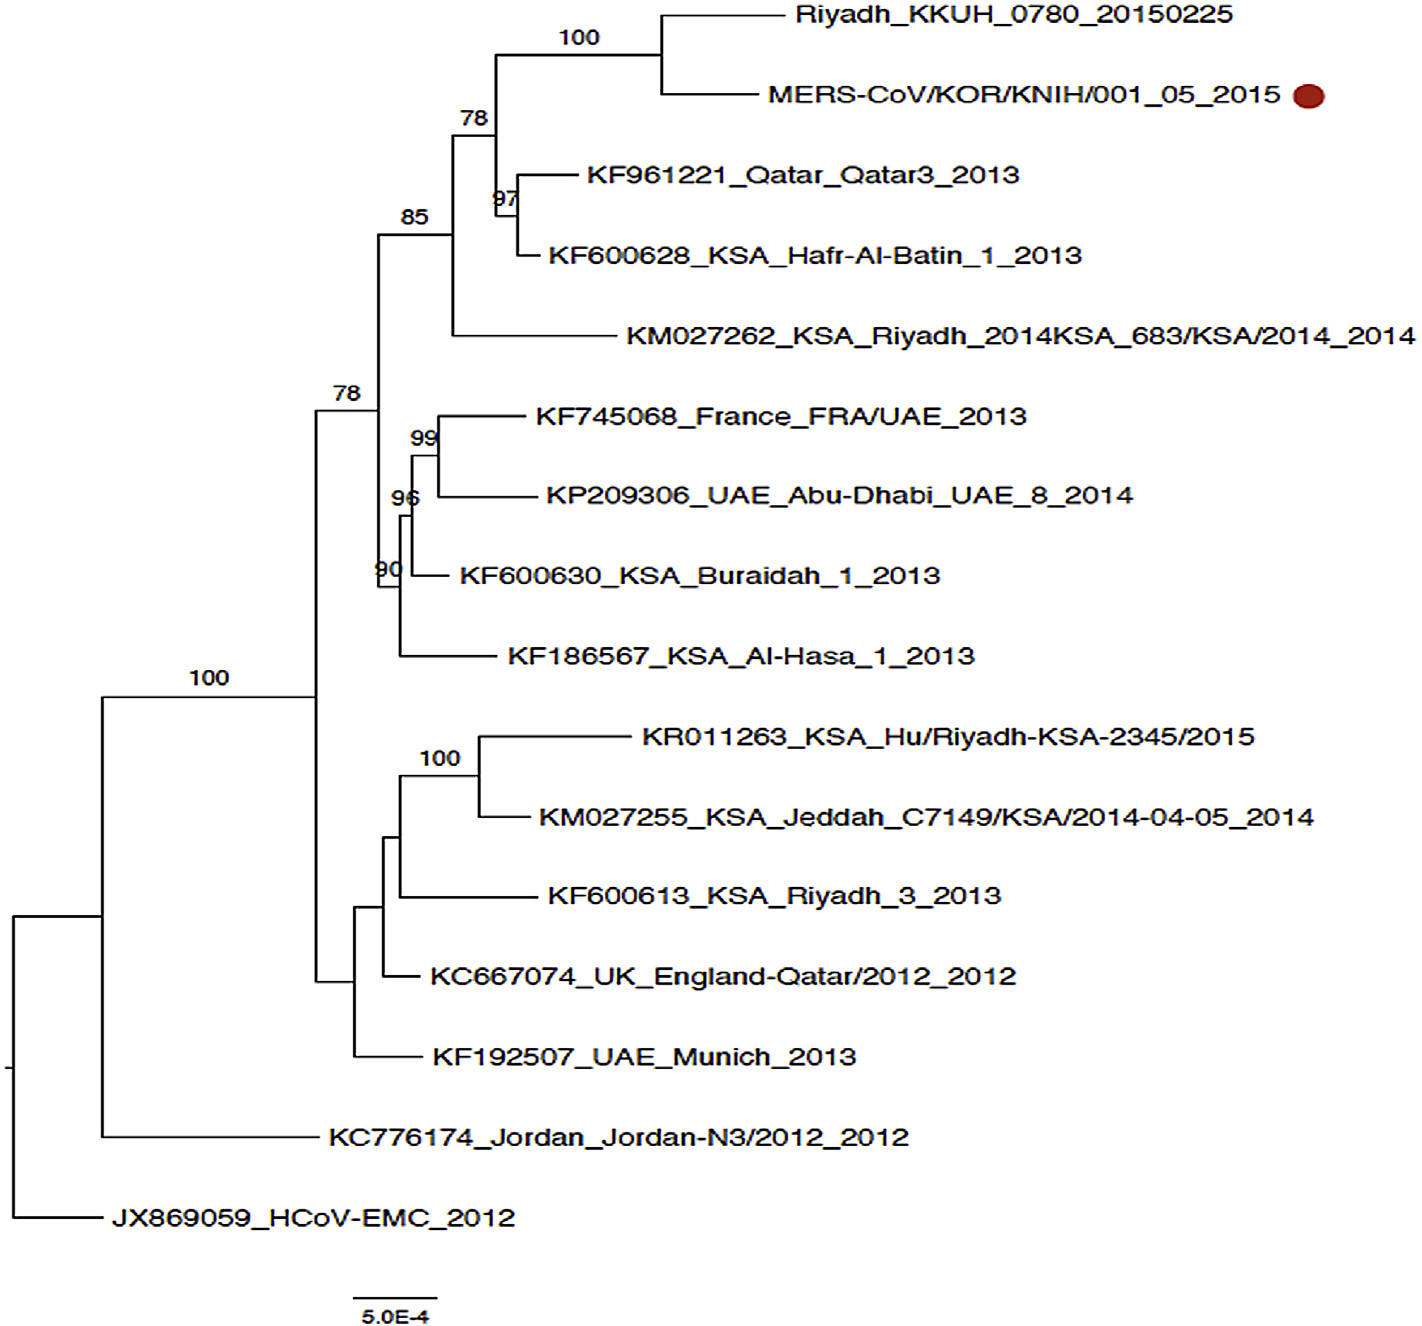 Riyadh_KKUH_0780_20150225
100
MERS-CoV/KOR/KNIH/001_05_2015
78
KF961221_Qatar_Qatar3_2013
97
85
KF600628_KSA_Hafr-Al-Batin_1_2013
KM027262_KSA_Riyadh_2014KSA_683/KSA/2014_2014
78
KF745068_France_FRA/UAE_2013
99
KP209306_UAE_Abu-Dhabi_UAE_8_2014
96
90
KF600630_KSA_Buraidah_1_2013
KF186567_KSA_Al-Hasa_1_2013
100
KR011263_KSA_Hu/Riyadh-KSA-2345/2015
100
KM027255_KSA_Jeddah_C7149/KSA/2014-04-05_2014
KF600613_KSA_Riyadh_3_2013
KC667074_UK_England-Qatar/2012_2012
KF192507_UAE_Munich_2013
KC776174_Jordan_Jordan-N3/2012_2012
JX869059_HCoV-EMC_2012
5.0E-4